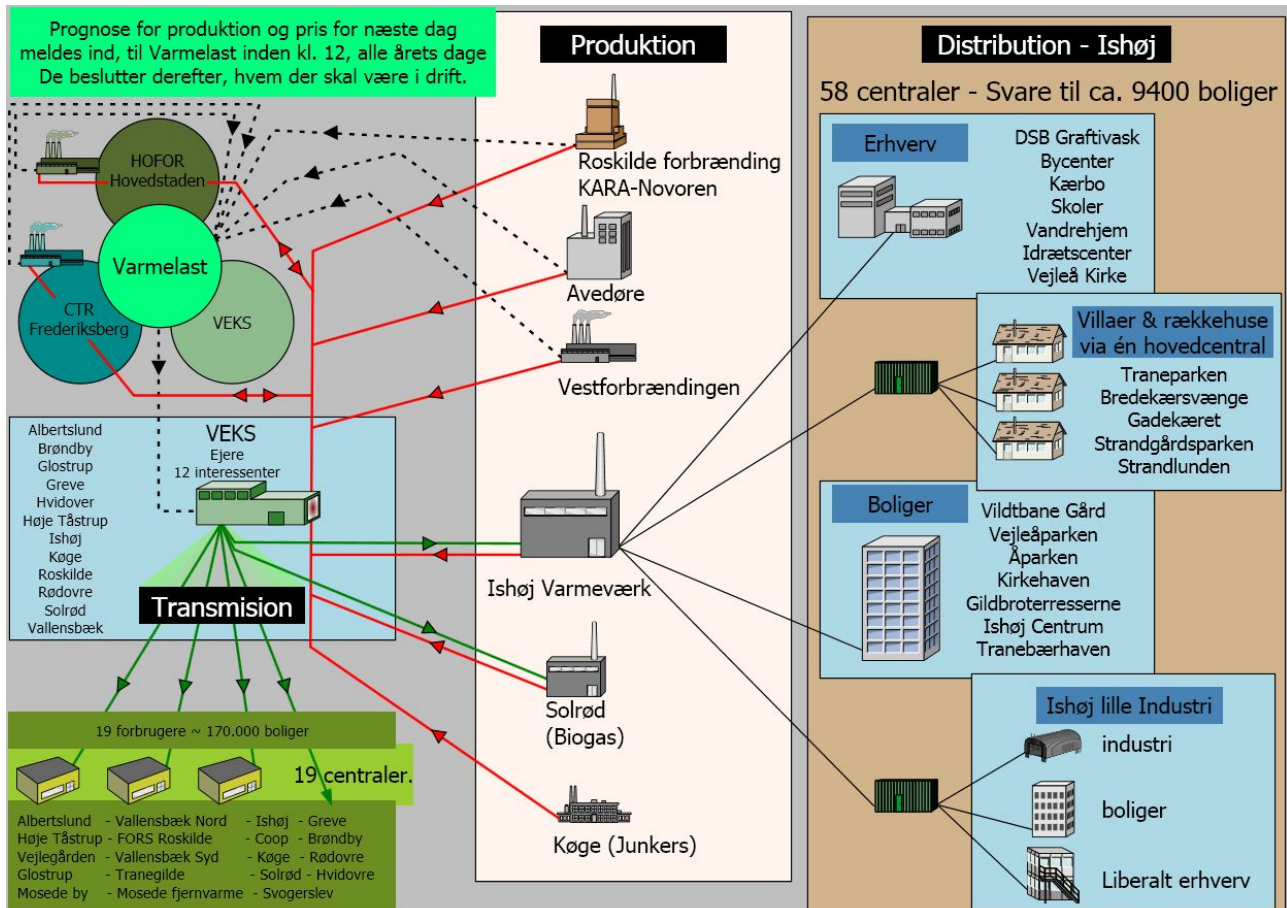 Prognose for produktion og pris for næste dag
meldes ind, til Varmelast inden kl. 12, alle årets dage
De beslutter derefter, hvem der skal være i drift.
HOFOR
Hovedstaden
Varmelast
CTR
Frederiksberg
VEKS
Albertslund
Brøndby
Glostrup
Greve
Hvidover
Høje Tåstrup
Ishøj
Køge
Roskilde
Rødovre
Solrød
Vallensbæk
VEKS
Ejere
12 interessenter
Transmision
19 forbrugere ~ 170.000 boliger
19 centraler.
Albertslund - Vallensbæk Nord - Ishøj - Greve
Høje Tåstrup - FORS Roskilde - Coop - Brøndby
Vejlegården - Vallensbæk Syd - Køge - Rødovre
Glostrup - Tranegilde - Solrød - Hvidovre
Mosede by - Mosede fjernvarme - Svogerslev
Produktion
Roskilde forbrænding
KARA-Novoren
Avedøre
Vestforbrændingen
Ishøj Varmeværk
Solrød
(Biogas)
Køge (Junkers)
Distribution - Ishøj
58 centraler - Svare til ca. 9400 boliger
Erhverv
DSB Graftivask
Bycenter
Kærbo
Skoler
Vandrehjem
Idrætscenter
Vejleå Kirke
Villaer & rækkehuse
via én hovedcentral
Traneparken
Bredekærsvænge
Gadekæret
Strandgårdsparken
Strandlunden
Boliger
Vildtbane Gård
Vejleåparken
Åparken
Kirkehaven
Gildbroterresserne
Ishøj Centrum
Tranebærhaven
Ishøj lille Industri
industri
boliger
Liberalt erhverv